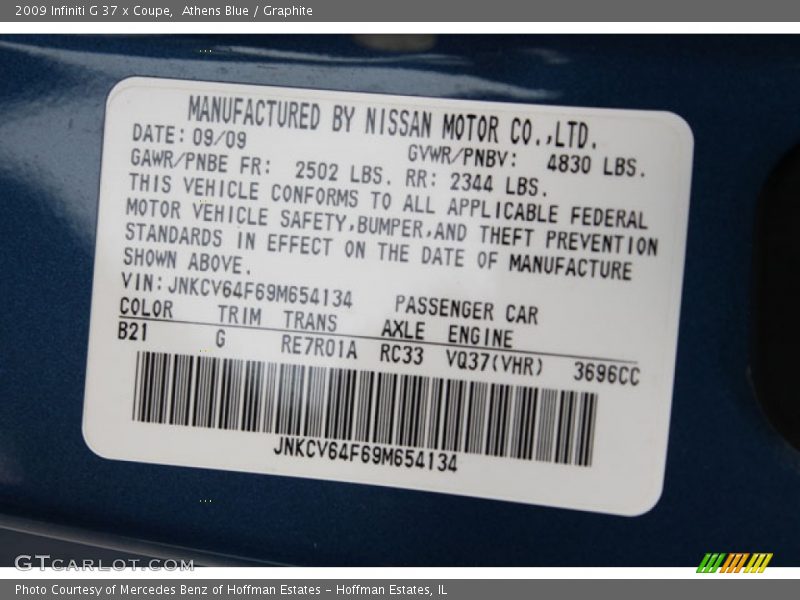 2009 Infiniti G 37 x Coupe,  Athens Blue / Graphite
MANUFACTURED BY NISSAN MOTOR CO.,LTD.
DATE: 09/09 GVWR/PNBV: 4830 LBS.
GAWR/PNBE FR: 2502 LBS. RR: 2344 LBS.
THIS VEHICLE CONFORMS TO ALL APPLICABLE FEDERAL
MOTOR VEHICLE SAFETY,BUMPER,AND THEFT PREVENTION
STANDARDS IN EFFECT ON THE DATE OF MANUFACTURE
SHOWN ABOVE.
VIN: JNKCV64F69M654134 PASSENGER CAR
COLOR TRIM TRANS AXLE ENGINE
B21 G RE7R01A RC33 VQ37(VHR) 3696CC
JNKCV64F69M654134
GTCARLOT.COM
Photo Courtesy of Mercedes Benz of Hoffman Estates - Hoffman Estates, IL